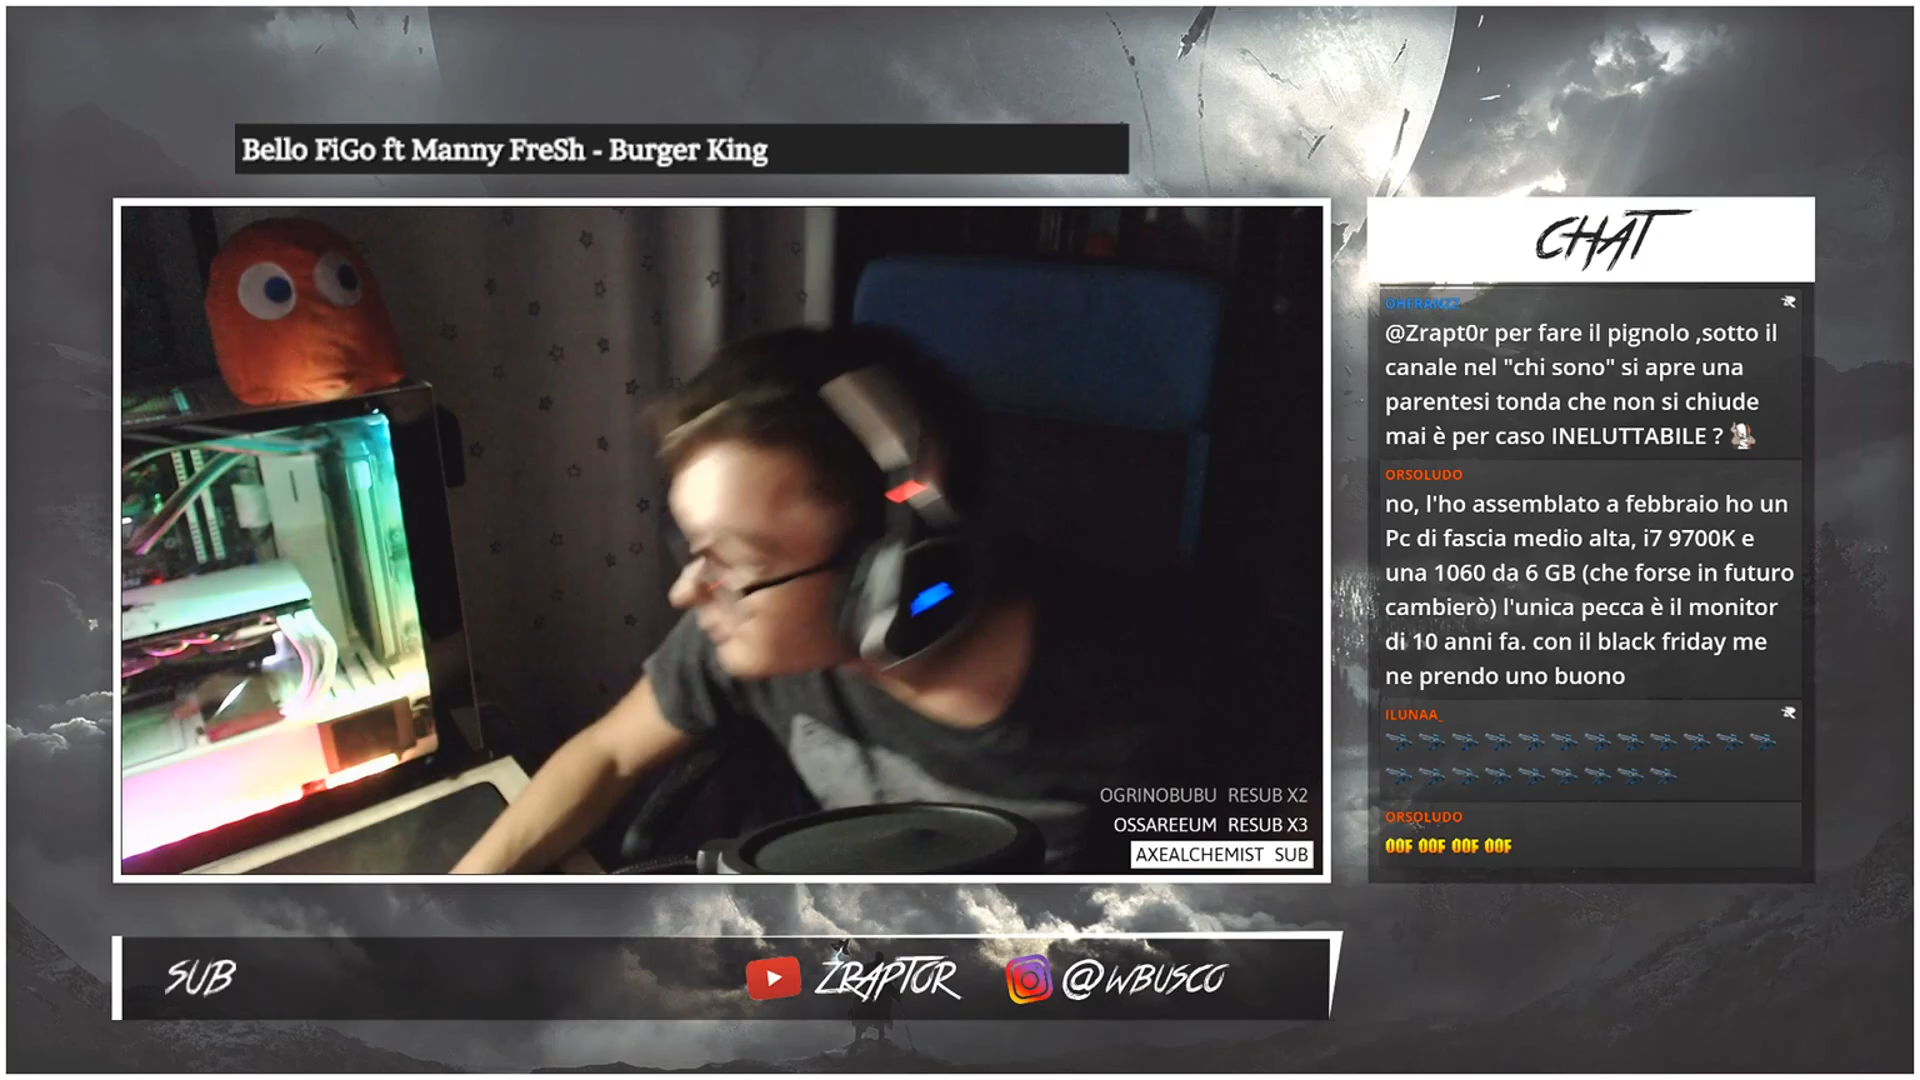 Bello FiGo ft Manny FreSh - Burger King
CHAT
OHFRANZZ
@Zrapt0r per fare il pignolo ,sotto il
canale nel "chi sono" si apre una
parentesi tonda che non si chiude
mai è per caso INELUTTABILE ?
ORSOLUDO
no, l'ho assemblato a febbraio ho un
Pc di fascia medio alta, i7 9700K e
una 1060 da 6 GB (che forse in futuro
cambierò) l'unica pecca è il monitor
di 10 anni fa. con il black friday me
ne prendo uno buono
ILUNAA_
ORSOLUDO
OOF OOF OOF OOF
OGRINOBUBU RESUB X2
OSSAREEUM RESUB X3
AXEALCHEMIST SUB
SUB
ZRAPTOR
@WBUSCO